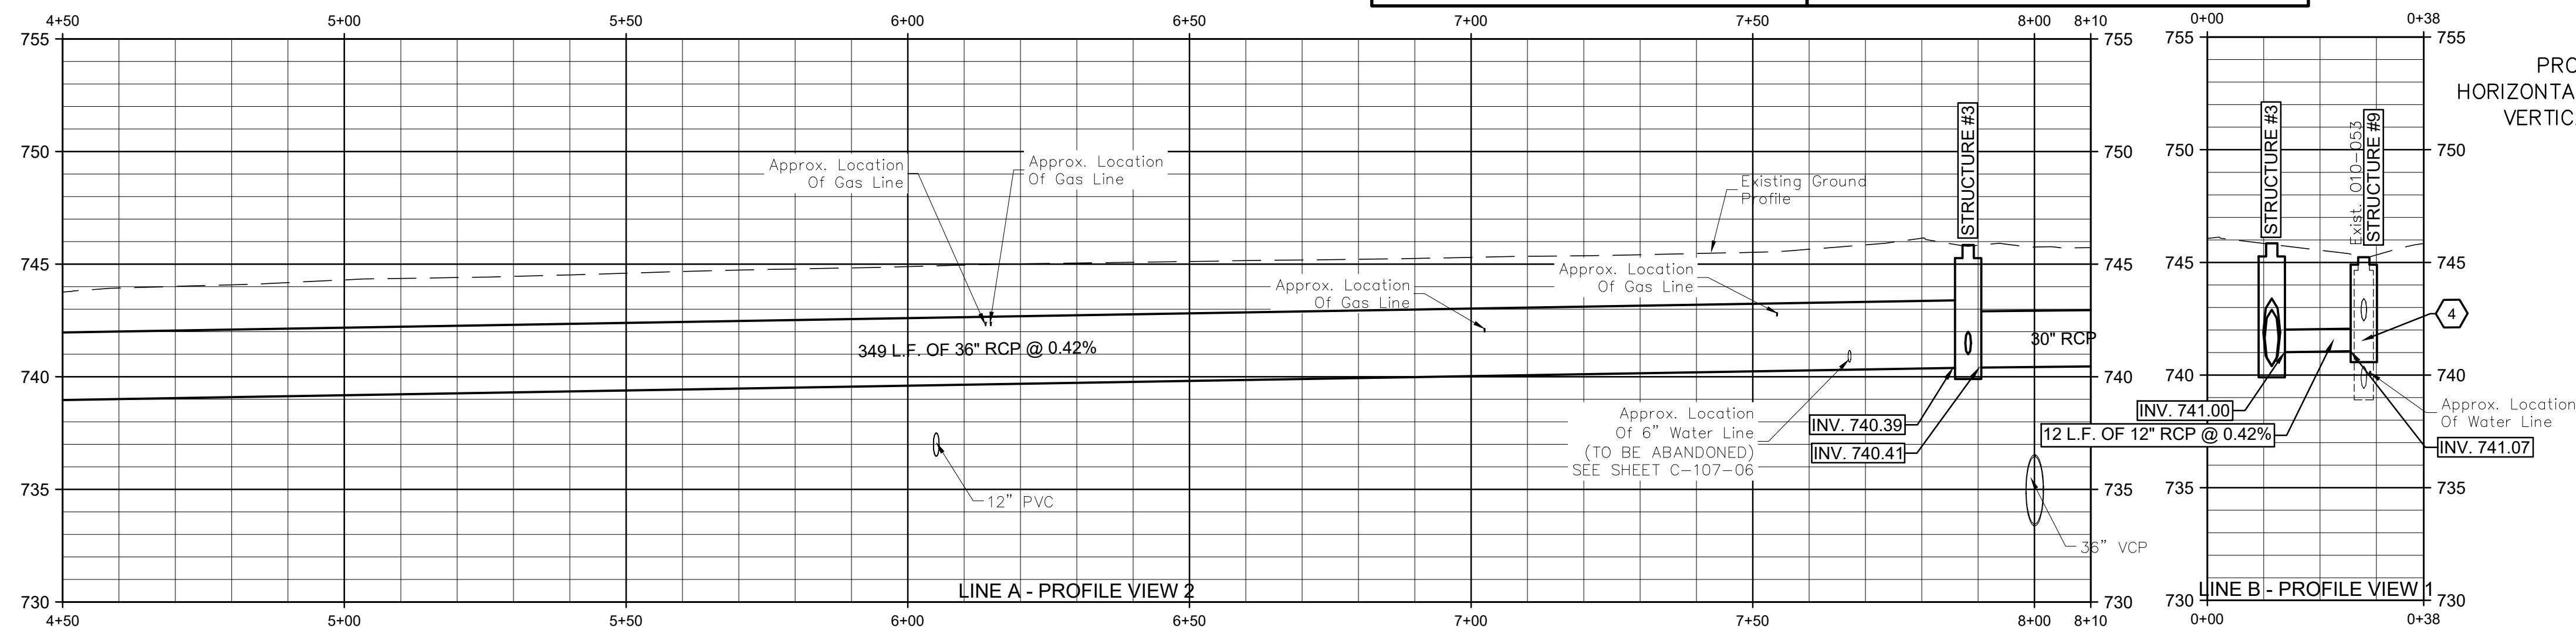 4+50 5+00 5+50 6+00 6+50 7+00 7+50 8+00 8+10
755 755
750 750
745 745
740 740
735 735
730 730
Approx. Location
Of Gas Line
Approx. Location
Of Gas Line
Existing Ground
Profile
STRUCTURE #3
Approx. Location
Of Gas Line
Approx. Location
Of Gas Line
349 L.F. OF 36" RCP @ 0.42%
30" RCP
Approx. Location
Of 6" Water Line
(TO BE ABANDONED)
SEE SHEET C-107-06
INV. 740.39
INV. 740.41
12" PVC
36" VCP
LINE A - PROFILE VIEW 2
4+50 5+00 5+50 6+00 6+50 7+00 7+50 8+00 8+10
0+00 0+38
755 755
750 750
745 745
740 740
735 735
730 730
STRUCTURE #3
Exist. 010-053
STRUCTURE #9
4
INV. 741.00
12 L.F. OF 12" RCP @ 0.42%
Approx. Location
Of Water Line
INV. 741.07
LINE B - PROFILE VIEW 1
0+00 0+38
PRO
HORIZONTA
VERTIC